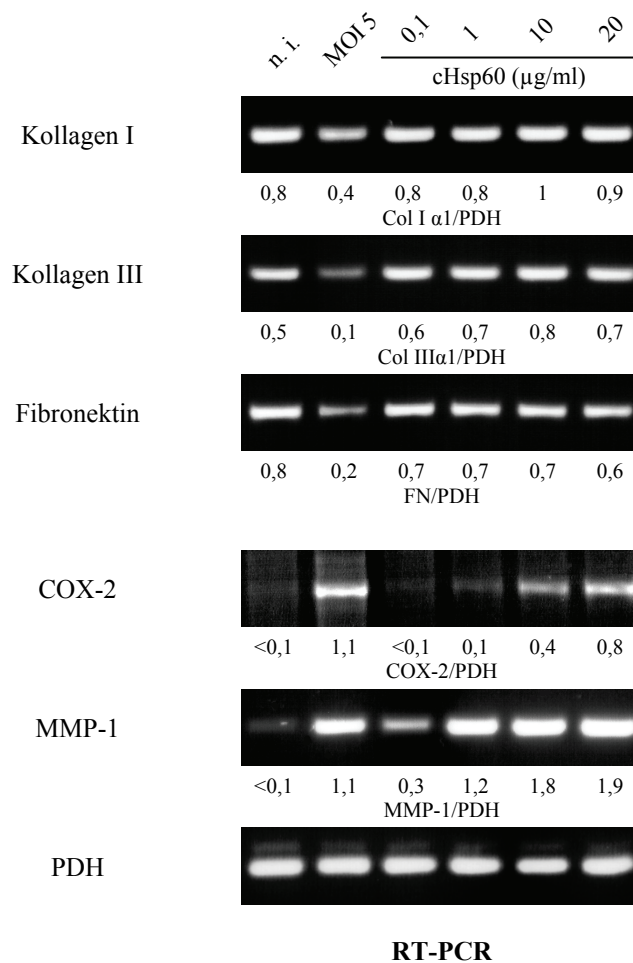 n. i. MOI 5 0,1 1 10 20
cHsp60 (µg/ml)
Kollagen I
0,8 0,4 0,8 0,8 1 0,9
Col I α1/PDH
Kollagen III
0,5 0,1 0,6 0,7 0,8 0,7
Col IIIα1/PDH
Fibronektin
0,8 0,2 0,7 0,7 0,7 0,6
FN/PDH
COX-2
<0,1 1,1 <0,1 0,1 0,4 0,8
COX-2/PDH
MMP-1
<0,1 1,1 0,3 1,2 1,8 1,9
MMP-1/PDH
PDH
RT-PCR